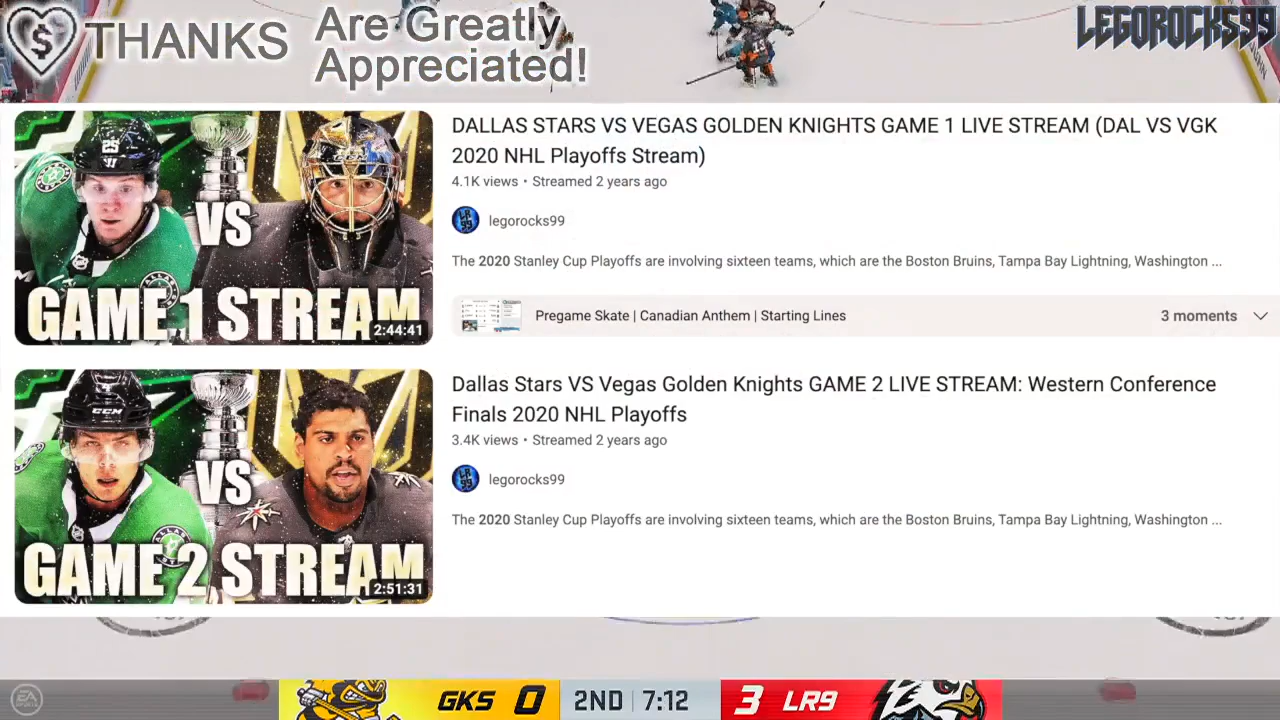 THANKS
Are Greatly
Appreciated!
LEGOROCKS99
DALLAS STARS VS VEGAS GOLDEN KNIGHTS GAME 1 LIVE STREAM (DAL VS VGK
2020 NHL Playoffs Stream)
4.1K views • Streamed 2 years ago
legorocks99
The 2020 Stanley Cup Playoffs are involving sixteen teams, which are the Boston Bruins, Tampa Bay Lightning, Washington ...
Pregame Skate | Canadian Anthem | Starting Lines
3 moments
25
VS
GAME 1 STREAM
2:44:41
Dallas Stars VS Vegas Golden Knights GAME 2 LIVE STREAM: Western Conference
Finals 2020 NHL Playoffs
3.4K views • Streamed 2 years ago
legorocks99
The 2020 Stanley Cup Playoffs are involving sixteen teams, which are the Boston Bruins, Tampa Bay Lightning, Washington ...
CCM
VS
GAME 2 STREAM
2:51:31
EA
SPORTS
GKS 0 2ND 7:12 3 LR9